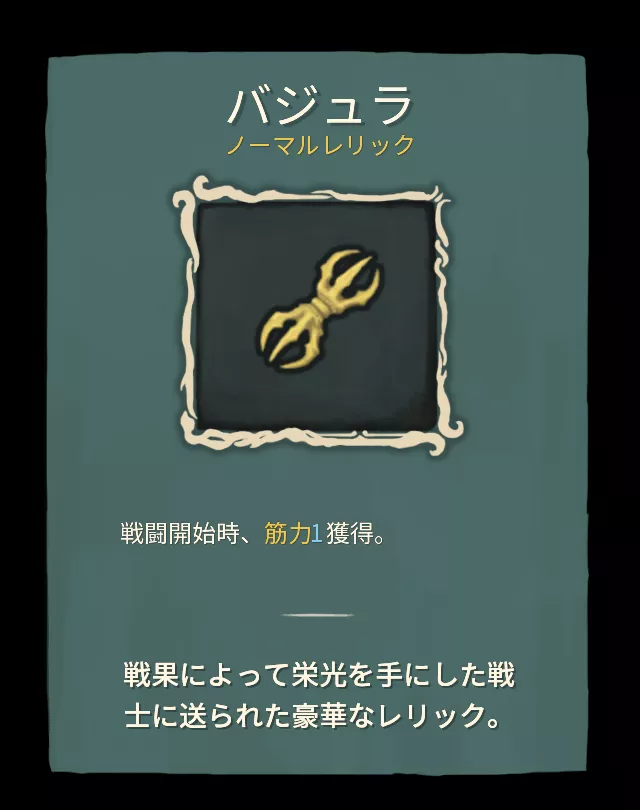 バジュラ
ノーマルレリック
戦闘開始時、筋力1獲得。
戦果によって栄光を手にした戦
士に送られた豪華なレリック。